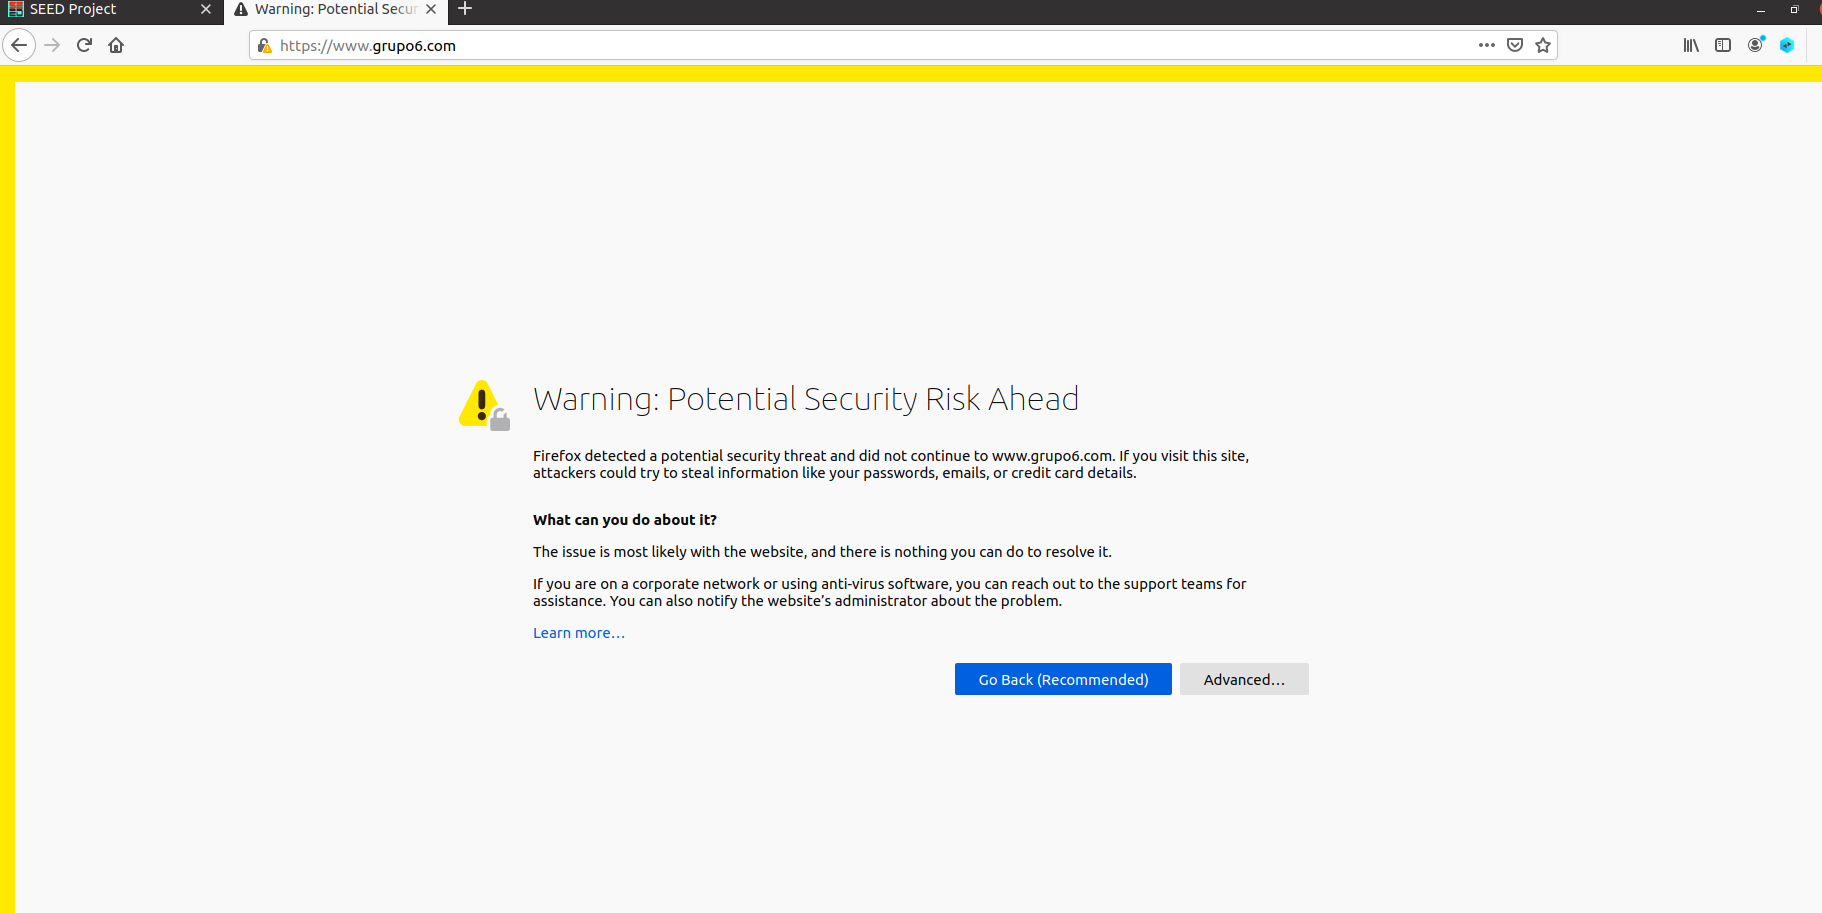 SEED Project
Warning: Potential Secur
https://www.grupo6.com
Warning: Potential Security Risk Ahead
Firefox detected a potential security threat and did not continue to www.grupo6.com. If you visit this site,
attackers could try to steal information like your passwords, emails, or credit card details.
What can you do about it?
The issue is most likely with the website, and there is nothing you can do to resolve it.
If you are on a corporate network or using anti-virus software, you can reach out to the support teams for
assistance. You can also notify the website’s administrator about the problem.
Learn more…
Go Back (Recommended) Advanced…